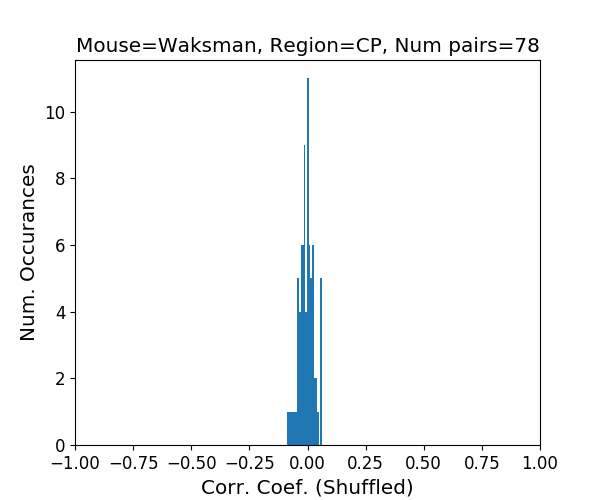 Mouse=Waksman, Region=CP, Num pairs=78
Num. Occurances
10
8
6
4
2
0
−1.00 −0.75 −0.50 −0.25 0.00 0.25 0.50 0.75 1.00
Corr. Coef. (Shuffled)